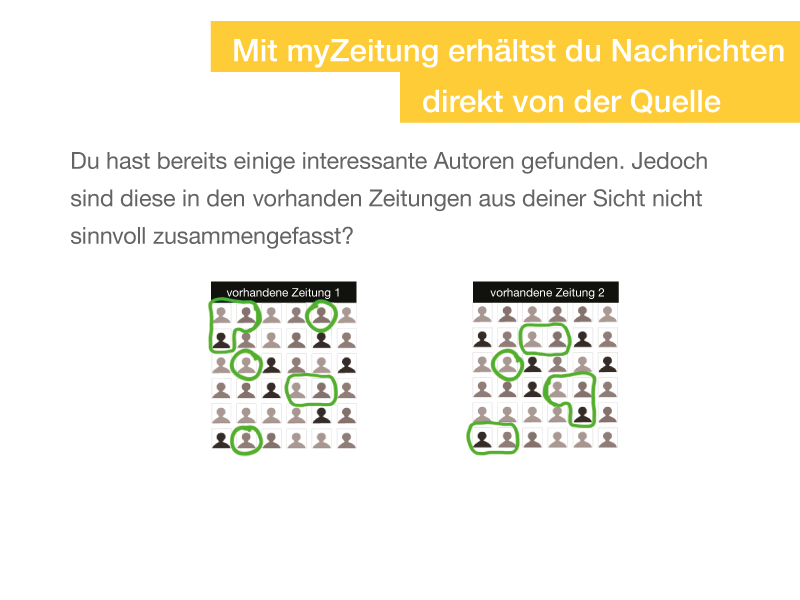 Mit myZeitung erhältst du Nachrichten
direkt von der Quelle
Du hast bereits einige interessante Autoren gefunden. Jedoch
sind diese in den vorhanden Zeitungen aus deiner Sicht nicht
sinnvoll zusammengefasst?
vorhandene Zeitung 1
vorhandene Zeitung 2